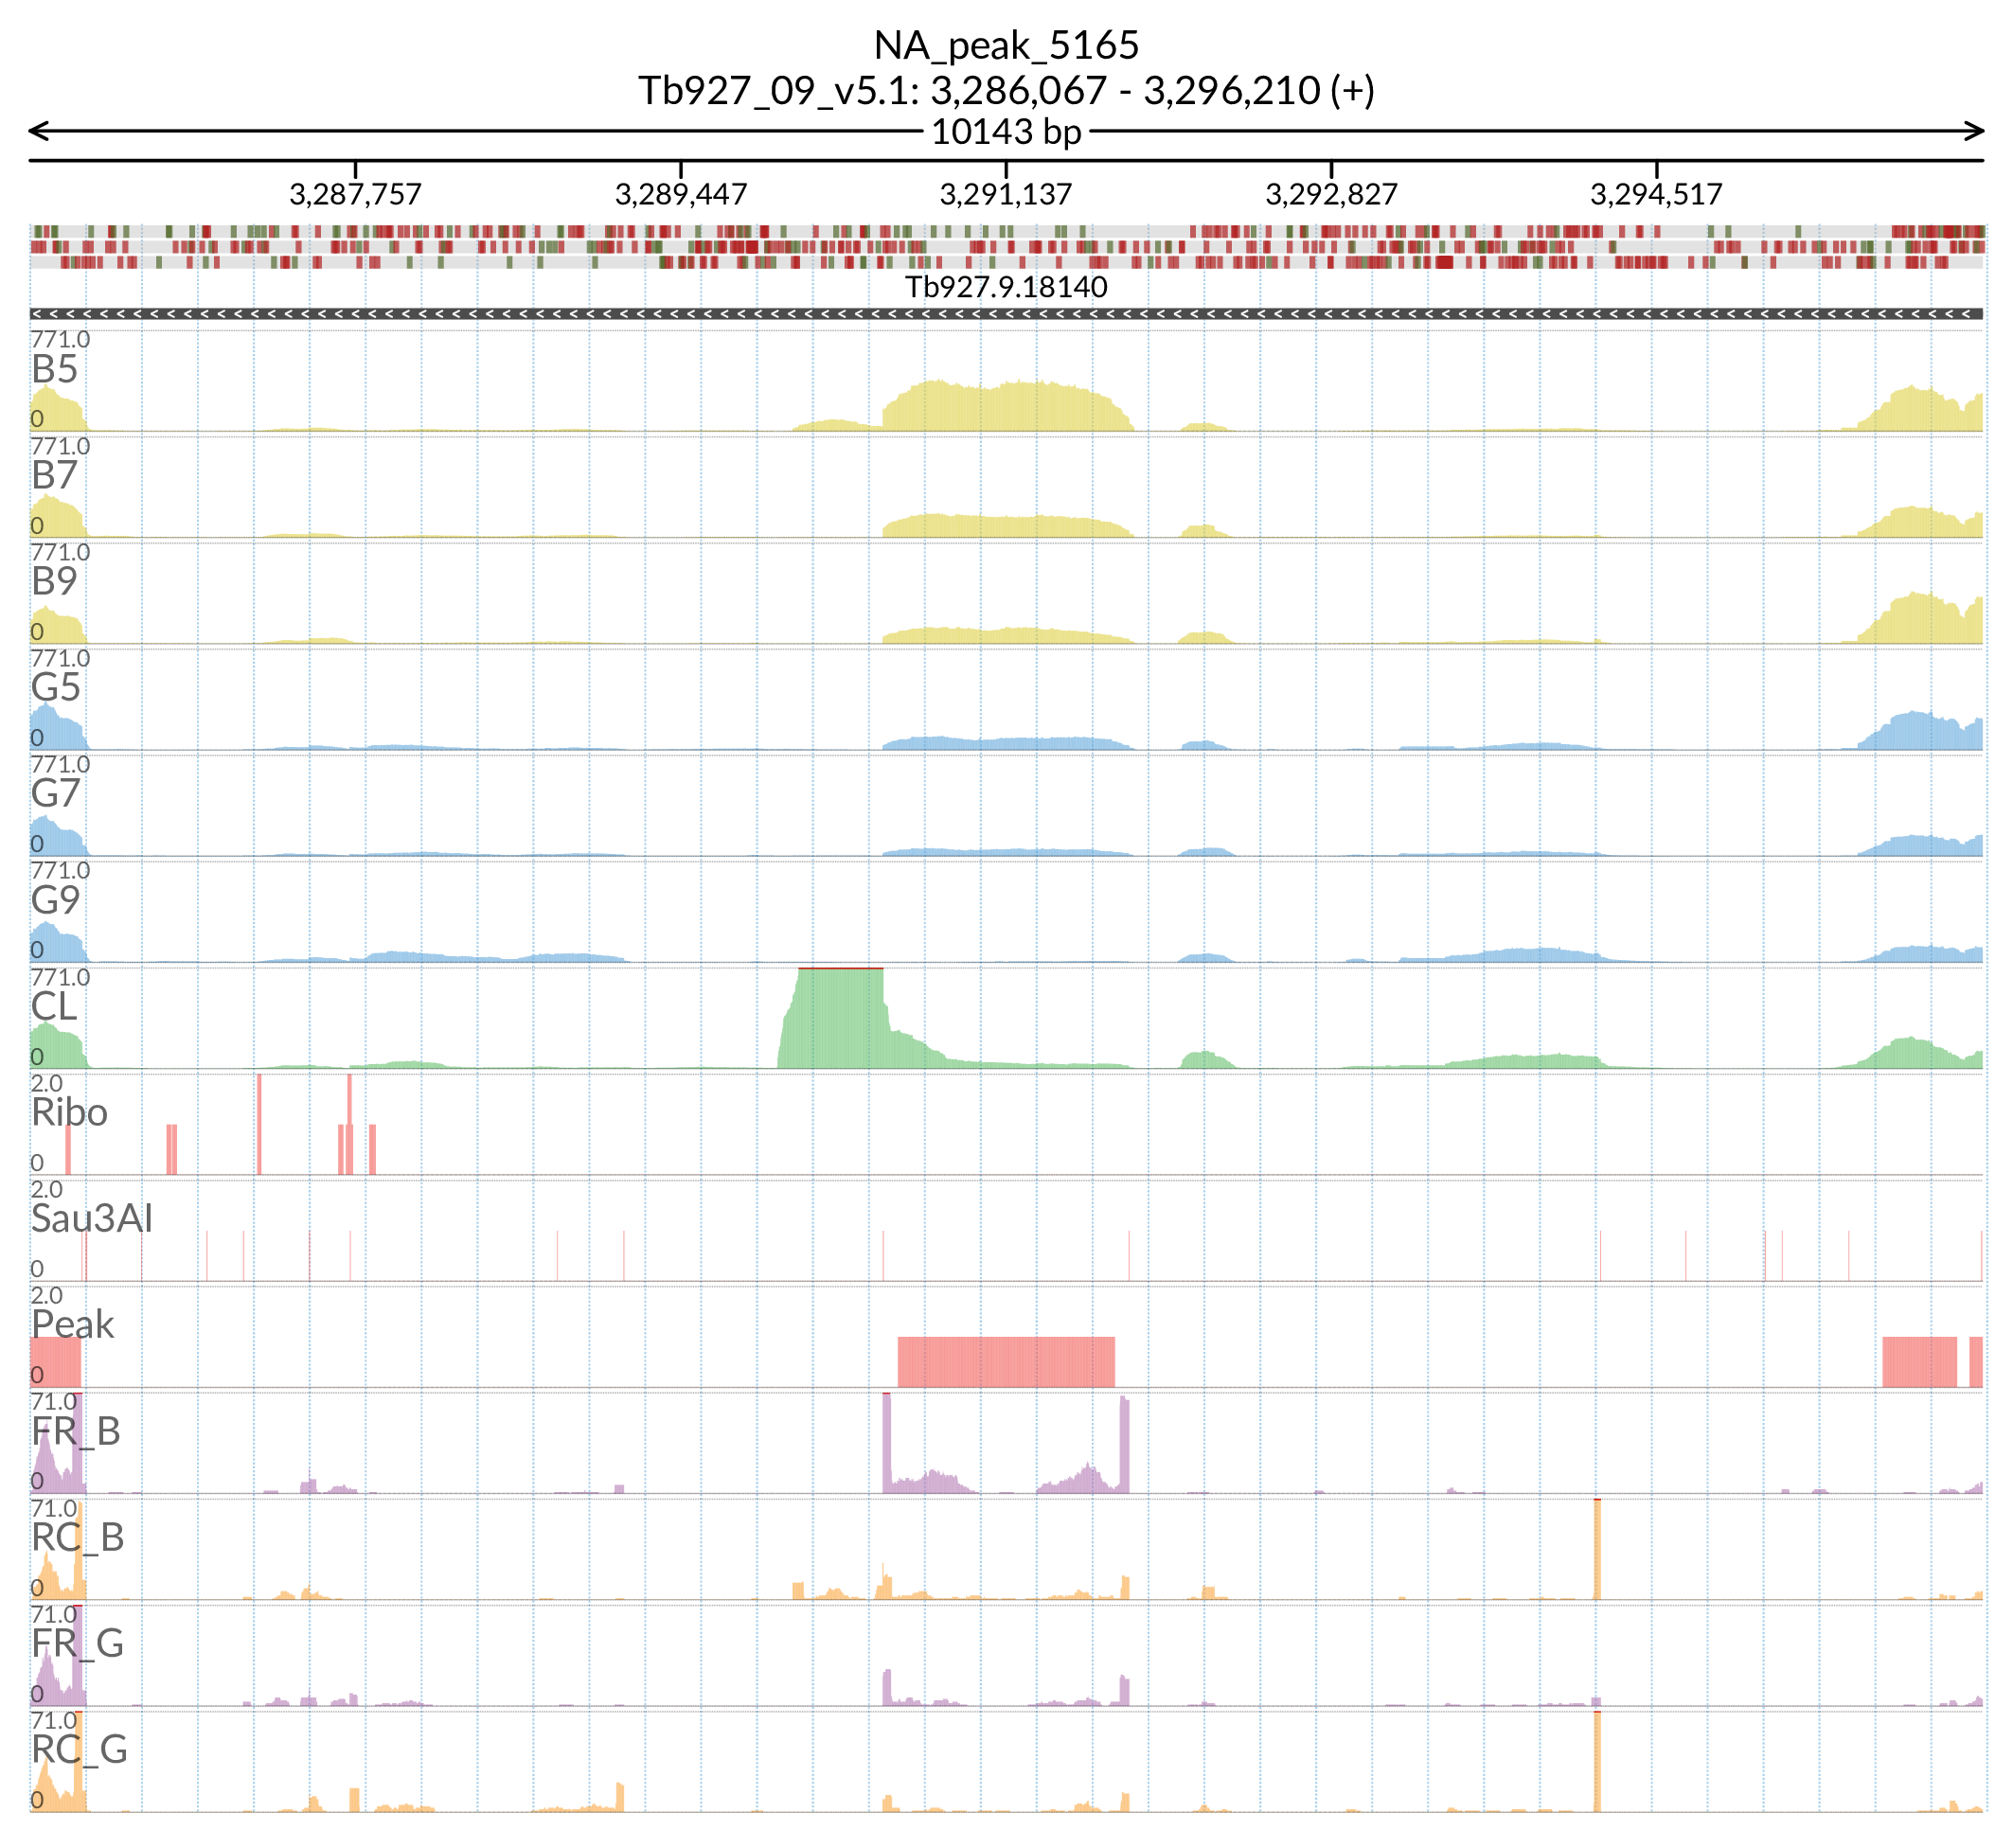 NA_peak_5165
Tb927_09_v5.1: 3,286,067 - 3,296,210 (+)
10143 bp
3,287,757 3,289,447 3,291,137 3,292,827 3,294,517
Tb927.9.18140
771.0
B5
0
771.0
B7
0
771.0
B9
0
771.0
G5
0
771.0
G7
0
771.0
G9
0
771.0
CL
0
2.0
Ribo
0
2.0
Sau3AI
0
2.0
Peak
0
71.0
FR_B
0
71.0
RC_B
0
71.0
FR_G
0
71.0
RC_G
0